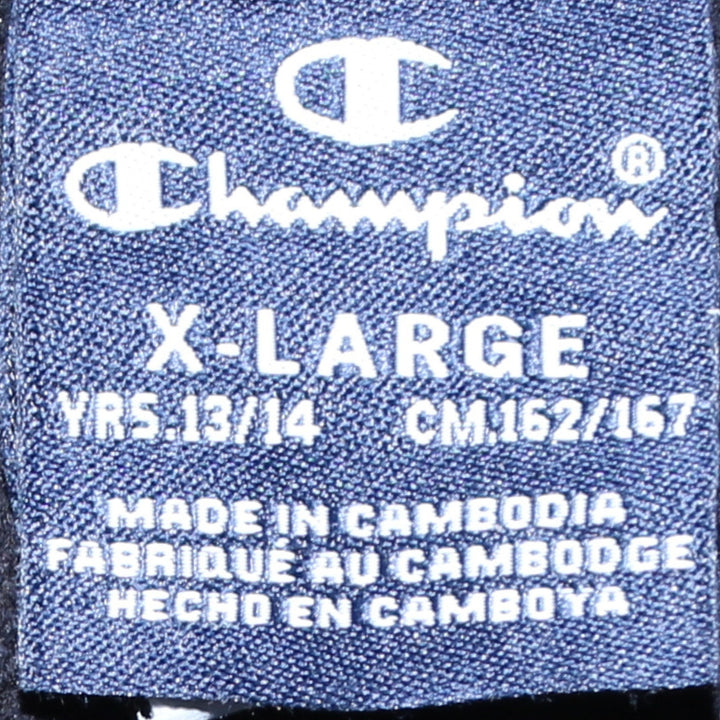 C
Champion®
X-LARGE
YRS.13/14 CM.162/167
MADE IN CAMBODIA
FABRIQUÉ AU CAMBODGE
HECHO EN CAMBOYA